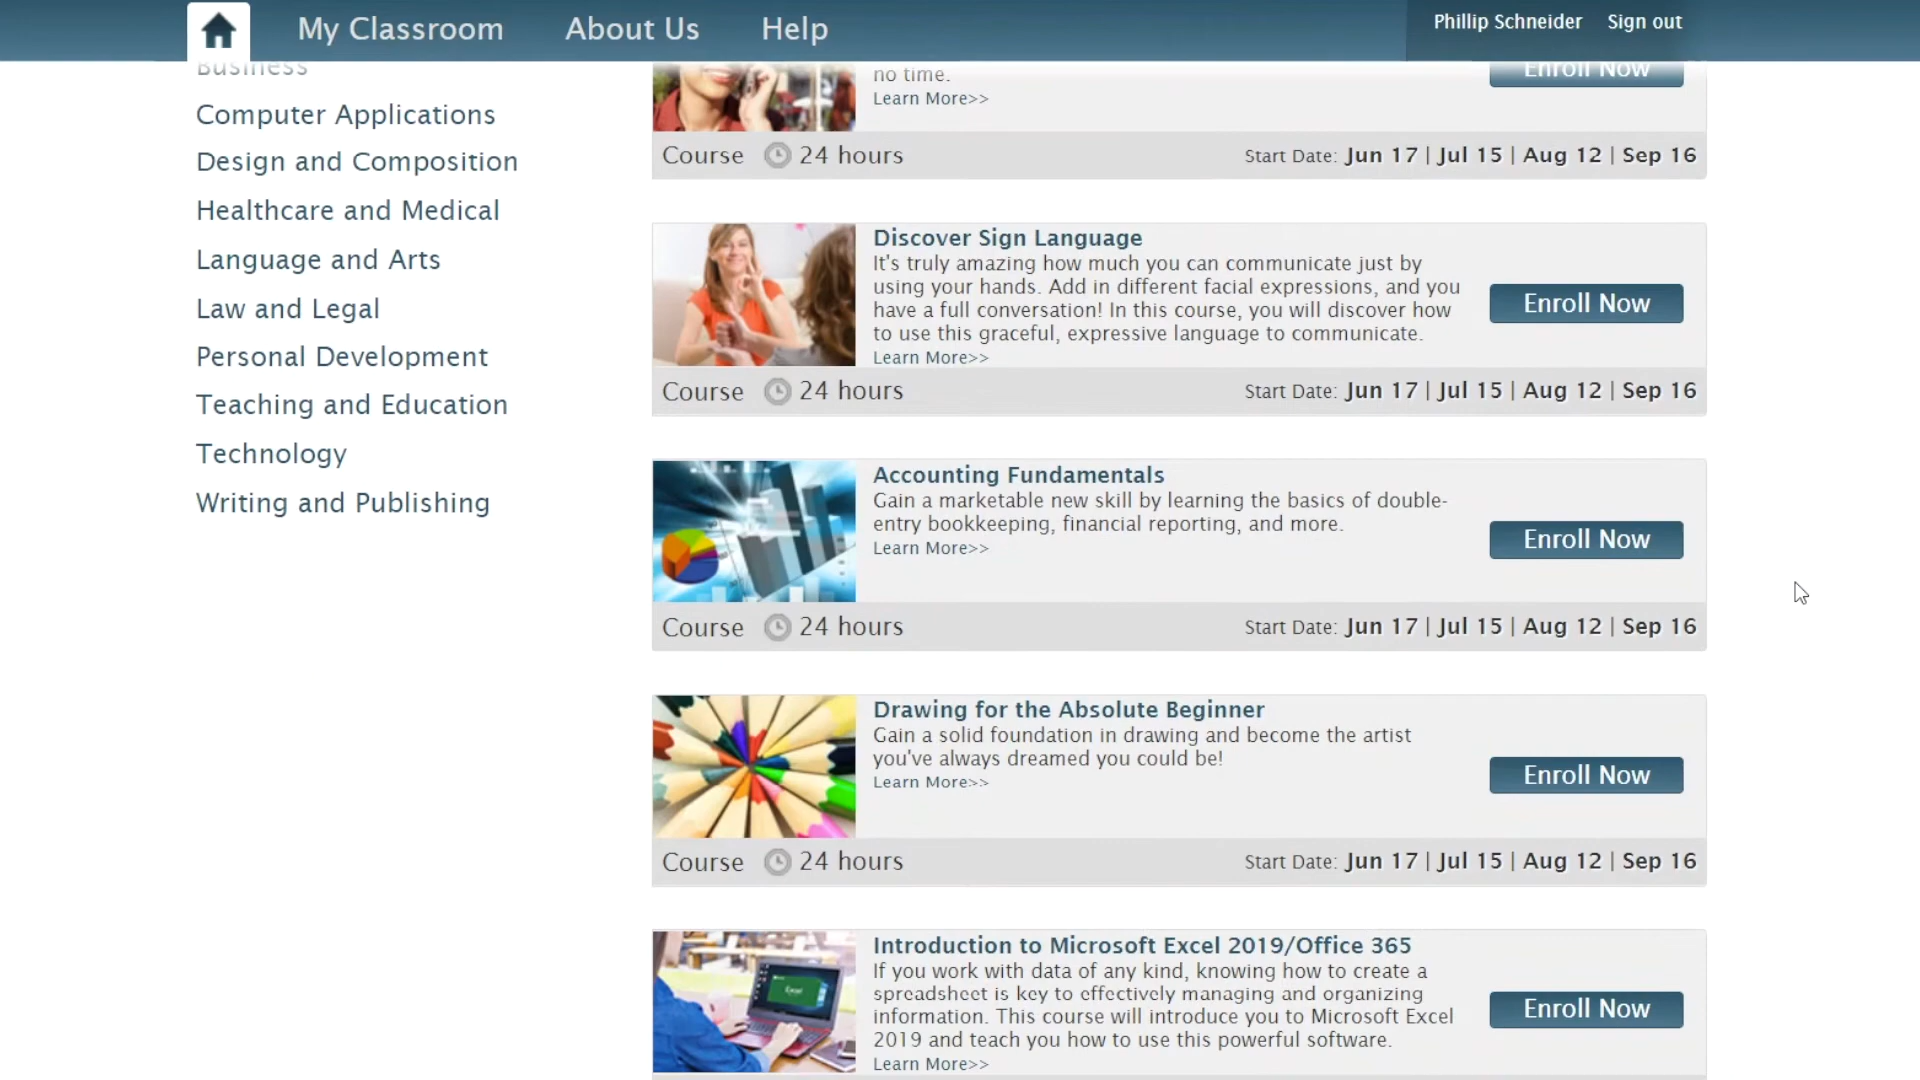 My Classroom
About Us
Help
Phillip Schneider
Sign out
Business
Computer Applications
Design and Composition
Healthcare and Medical
Language and Arts
Law and Legal
Personal Development
Teaching and Education
Technology
Writing and Publishing
no time.
Learn More>>
Enroll Now
Course 24 hours
Start Date: Jun 17 | Jul 15 | Aug 12 | Sep 16
Discover Sign Language
It's truly amazing how much you can communicate just by
using your hands. Add in different facial expressions, and you
have a full conversation! In this course, you will discover how
to use this graceful, expressive language to communicate.
Learn More>>
Enroll Now
Course 24 hours
Start Date: Jun 17 | Jul 15 | Aug 12 | Sep 16
Accounting Fundamentals
Gain a marketable new skill by learning the basics of double-
entry bookkeeping, financial reporting, and more.
Learn More>>
Enroll Now
Course 24 hours
Start Date: Jun 17 | Jul 15 | Aug 12 | Sep 16
Drawing for the Absolute Beginner
Gain a solid foundation in drawing and become the artist
you've always dreamed you could be!
Learn More>>
Enroll Now
Course 24 hours
Start Date: Jun 17 | Jul 15 | Aug 12 | Sep 16
Introduction to Microsoft Excel 2019/Office 365
If you work with data of any kind, knowing how to create a
spreadsheet is key to effectively managing and organizing
information. This course will introduce you to Microsoft Excel
2019 and teach you how to use this powerful software.
Learn More>>
Enroll Now
Excel